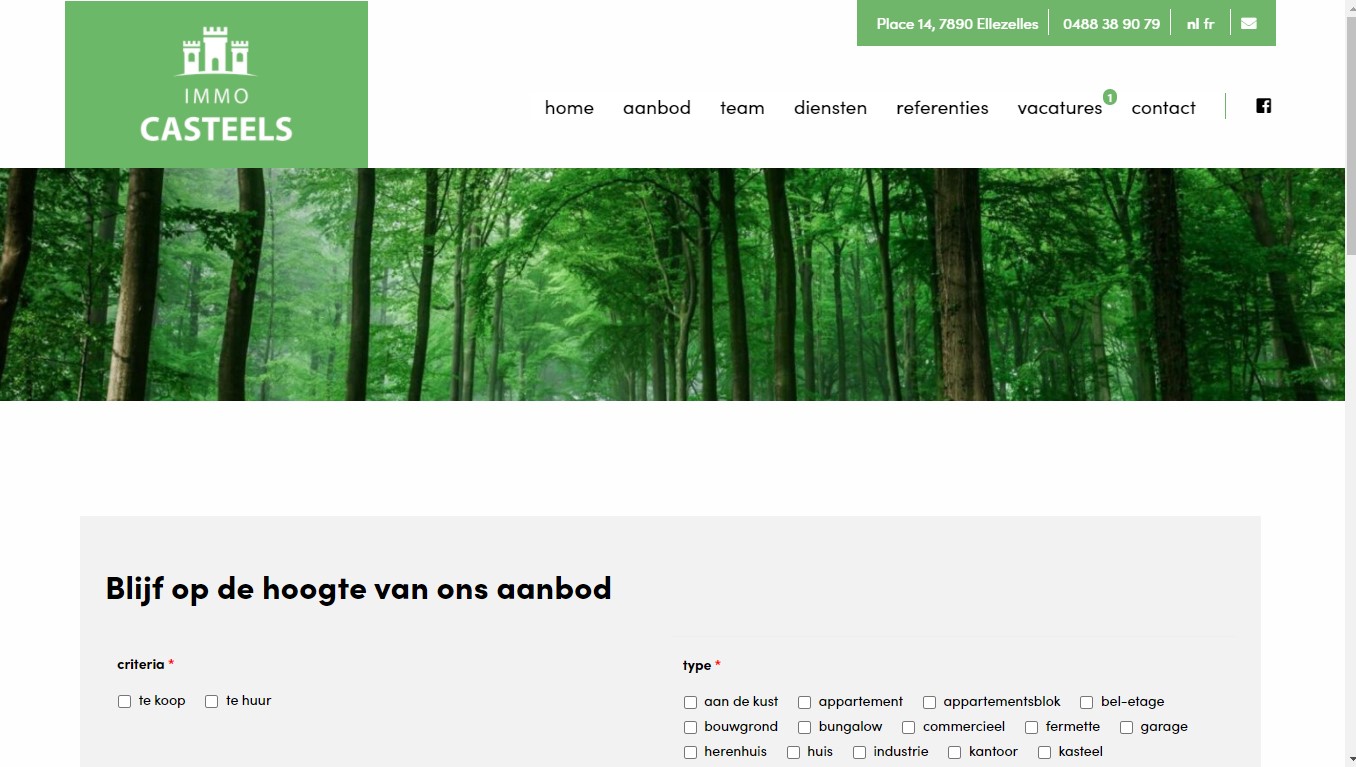 Place 14, 7890 Ellezelles 0488 38 90 79 nl fr
IMMO
CASTEELS
home aanbod team diensten referenties vacatures 1 contact
Blijf op de hoogte van ons aanbod
criteria *
te koop te huur
type *
aan de kust appartement appartementsblok bel-etage
bouwgrond bungalow commercieel fermette garage
herenhuis huis industrie kantoor kasteel